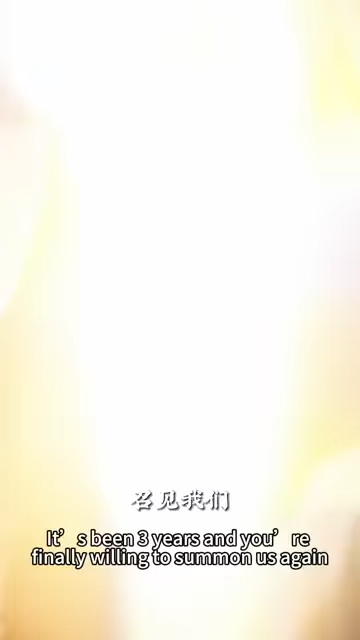 召见我们
It’s been 3 years and you’re
finally willing to summon us again